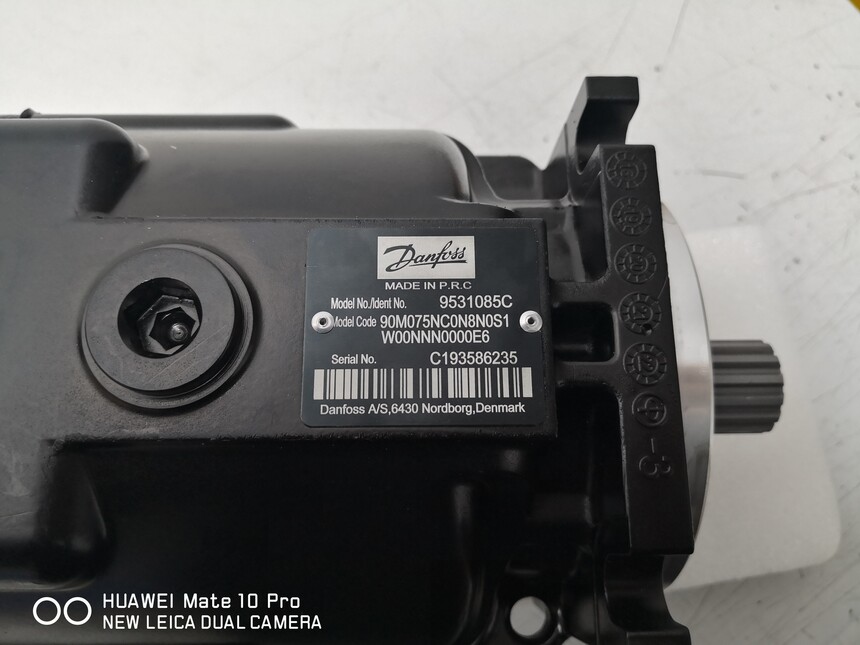 Danfoss
MADE IN P.R.C
Model No./Ident No. 9531085C
Model Code 90M075NC0N8N0S1
W00NNN0000E6
Serial No. C193586235
Danfoss A/S,6430 Nordborg,Denmark
-3
HUAWEI Mate 10 Pro
NEW LEICA DUAL CAMERA